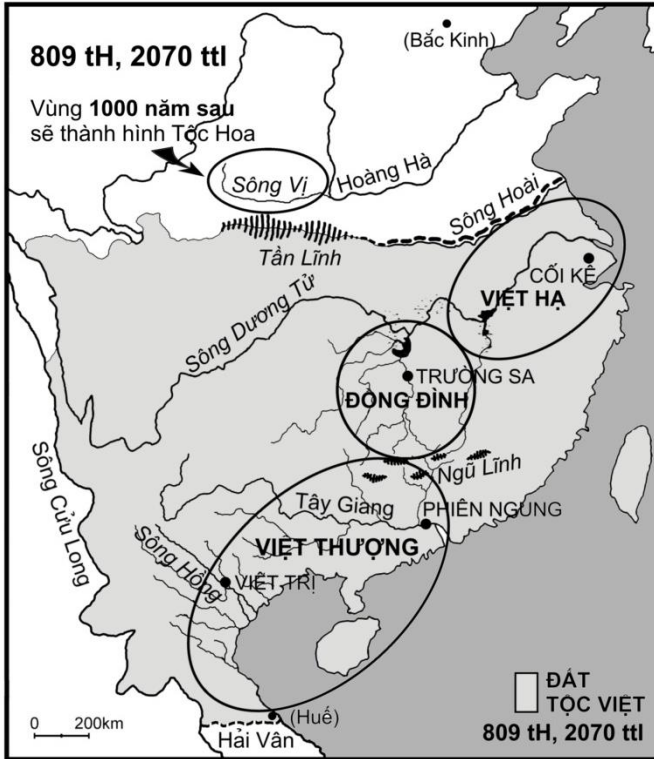 (Bắc Kinh)
809 tH, 2070 ttl
Vùng 1000 năm sau
sẽ thành hình Tộc Hoa
Sông Vị
Hoàng Hà
Sông Hoài
Tần Lĩnh
CỐI KÊ
VIỆT HẠ
Sông Dương Tử
TRƯỜNG SA
ĐÒNG ĐÌNH
Ngũ Lĩnh
Sông Cửu Long
Tây Giang
PHIÊN NGUNG
VIỆT THƯỢNG
Sông Hồng
VIỆT TRỊ
ĐẤT
TỘC VIỆT
809 tH, 2070 ttl
0 200km
(Huế)
Hải Vân